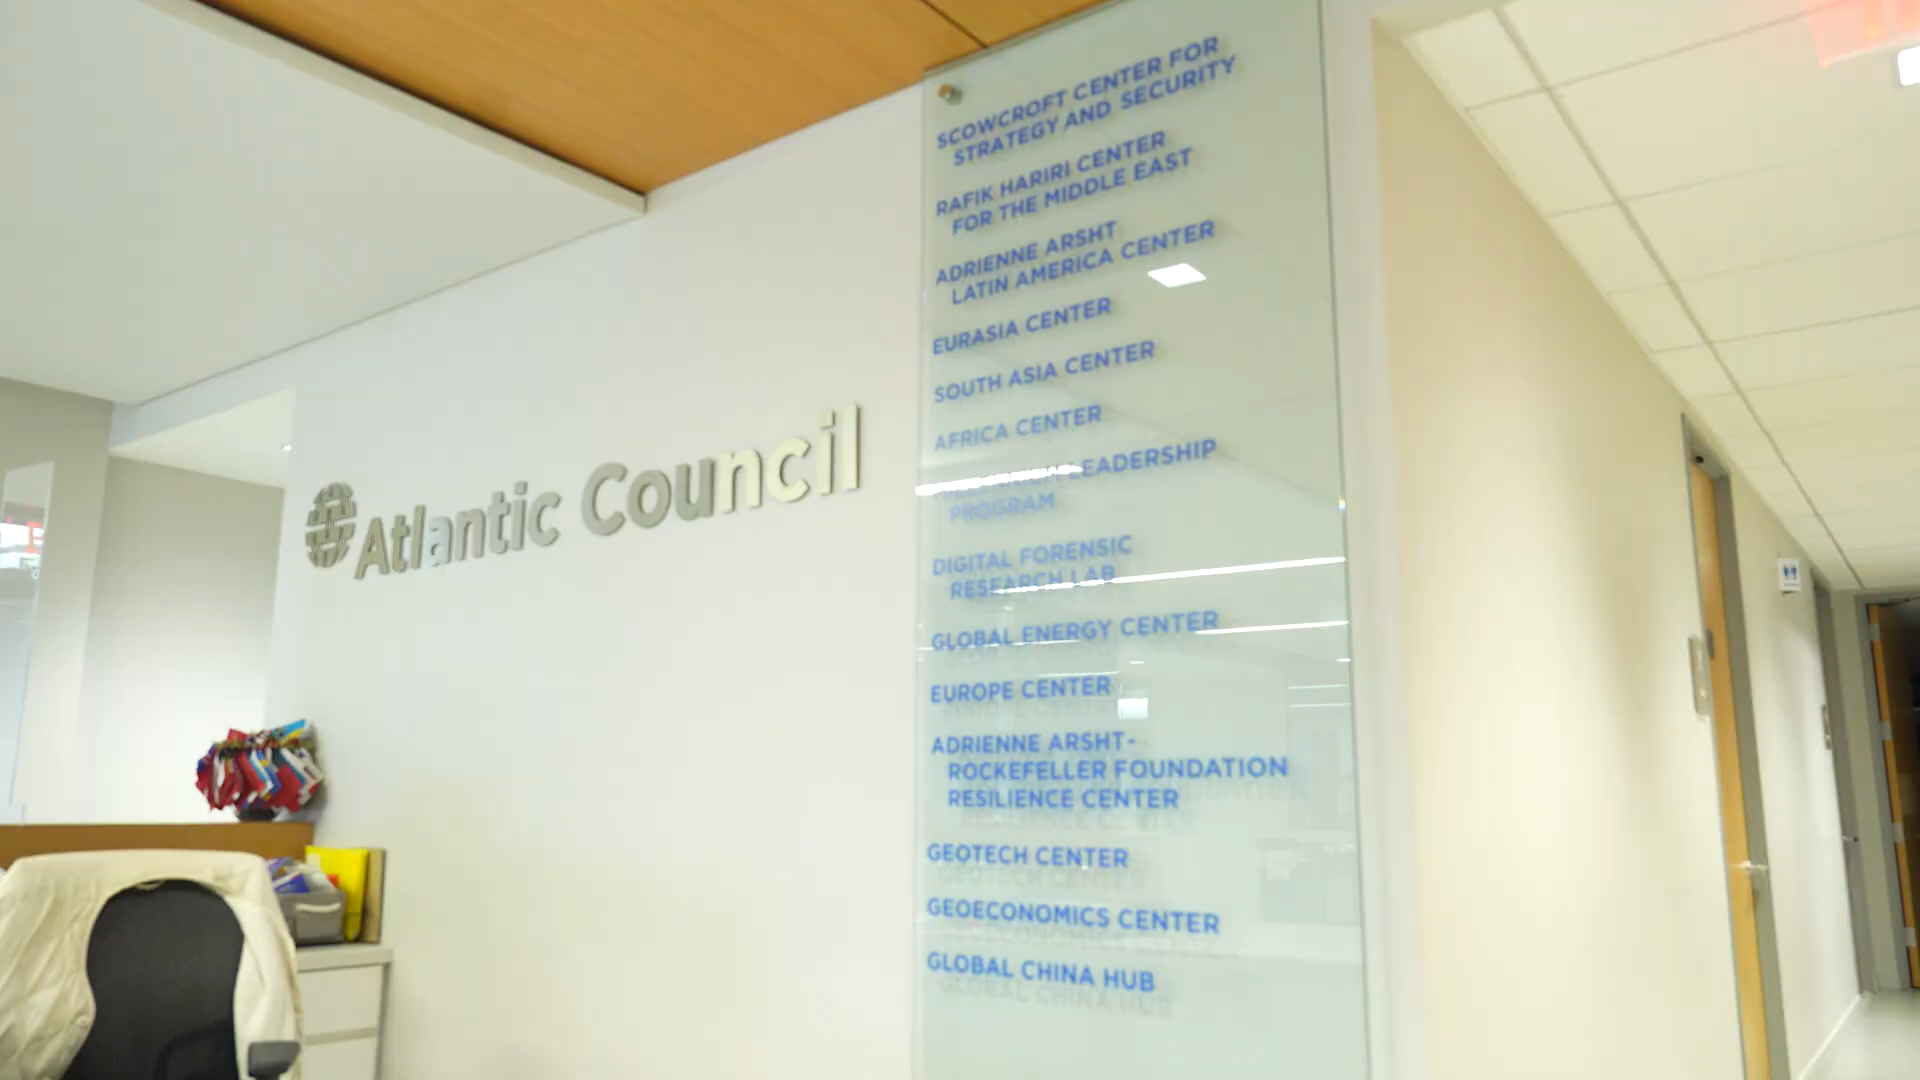 Atlantic Council
SCOWCROFT CENTER FOR
STRATEGY AND SECURITY
RAFIK HARIRI CENTER
FOR THE MIDDLE EAST
ADRIENNE ARSHT
LATIN AMERICA CENTER
EURASIA CENTER
SOUTH ASIA CENTER
AFRICA CENTER
LEADERSHIP
PROGRAM
DIGITAL FORENSIC
RESEARCH LAB
GLOBAL ENERGY CENTER
EUROPE CENTER
ADRIENNE ARSHT-
ROCKEFELLER FOUNDATION
RESILIENCE CENTER
GEOTECH CENTER
GEOECONOMICS CENTER
GLOBAL CHINA HUB